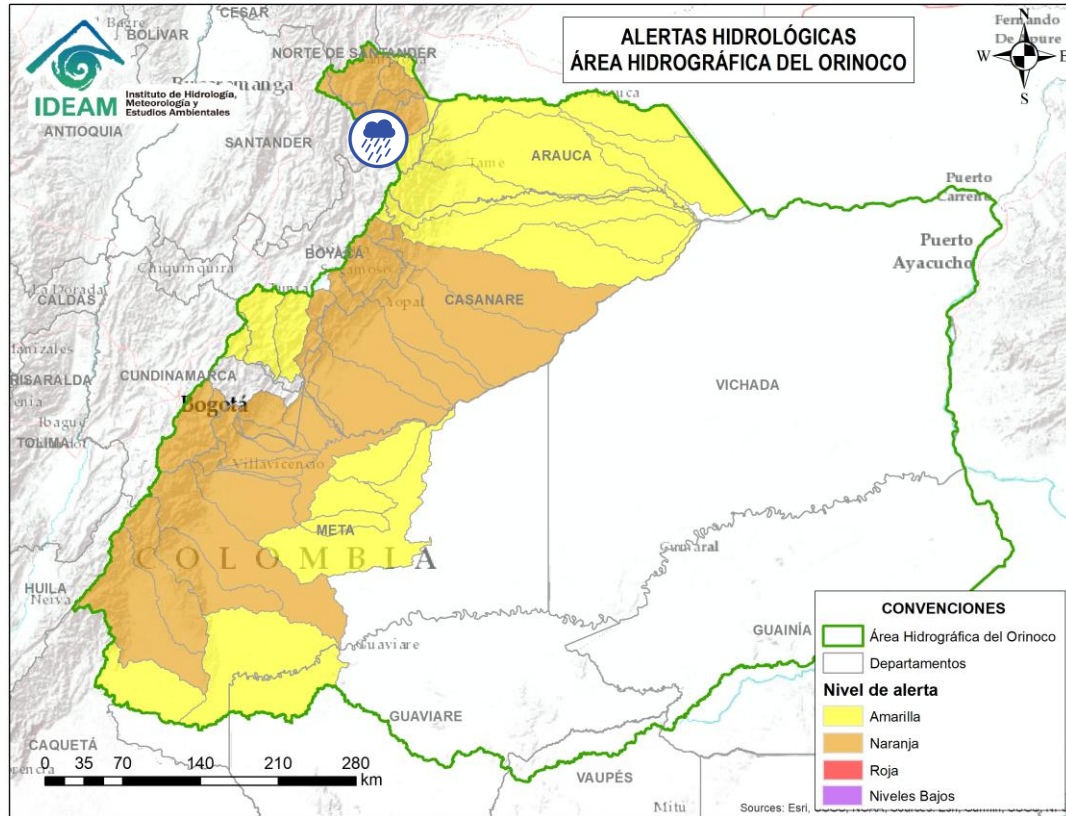 ALERTAS HIDROLÓGICAS
ÁREA HIDROGRÁFICA DEL ORINOCO
IDEAM
Instituto de Hidrología,
Meteorología y
Estudios Ambientales
N
W
E
S
CESAR
BOLÍVAR
NORTE DE SANTANDER
ANTIOQUIA
SANTANDER
ARAUCA
Tame
Puerto
Carreño
Puerto
Ayacucho
BOYACÁ
Chiquinquira
La Dorada
CALDAS
Yopal
CASANARE
CUNDINAMARCA
RISARALDA
Bogotá
VICHADA
Ibagué
TOLIMA
Villavicencio
META
COLOMBIA
HUILA
Neiva
Guaviare
GUAINÍA
GUAVIARE
CAQUETÁ
VAUPÉS
Mitú
0 35 70 140 210 280
km
CONVENCIONES
Área Hidrográfica del Orinoco
Departamentos
Nivel de alerta
Amarilla
Naranja
Roja
Niveles Bajos
Sources: Esri,